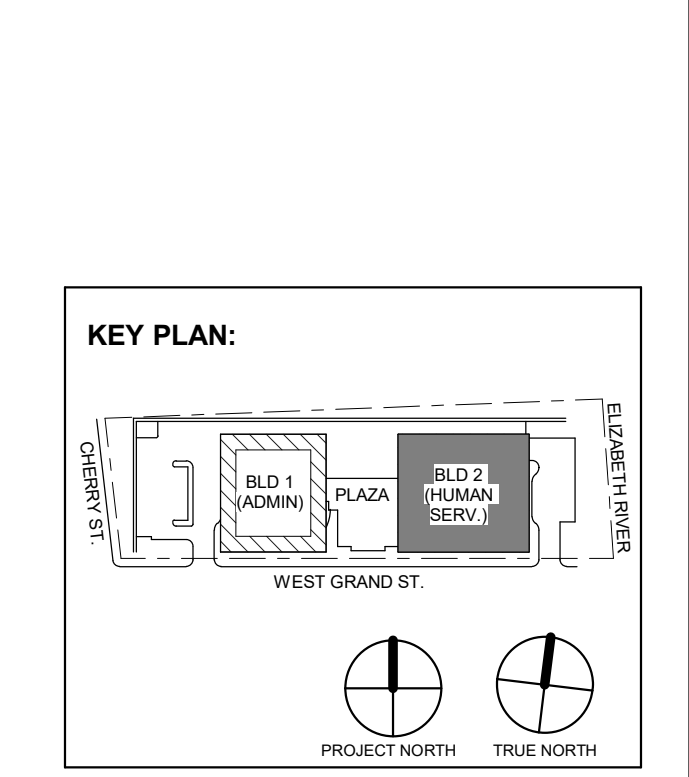 KEY PLAN:
CHERRY ST.
BLD 1
(ADMIN)
PLAZA
BLD 2
(HUMAN
SERV.)
ELIZABETH RIVER
WEST GRAND ST.
PROJECT NORTH
TRUE NORTH